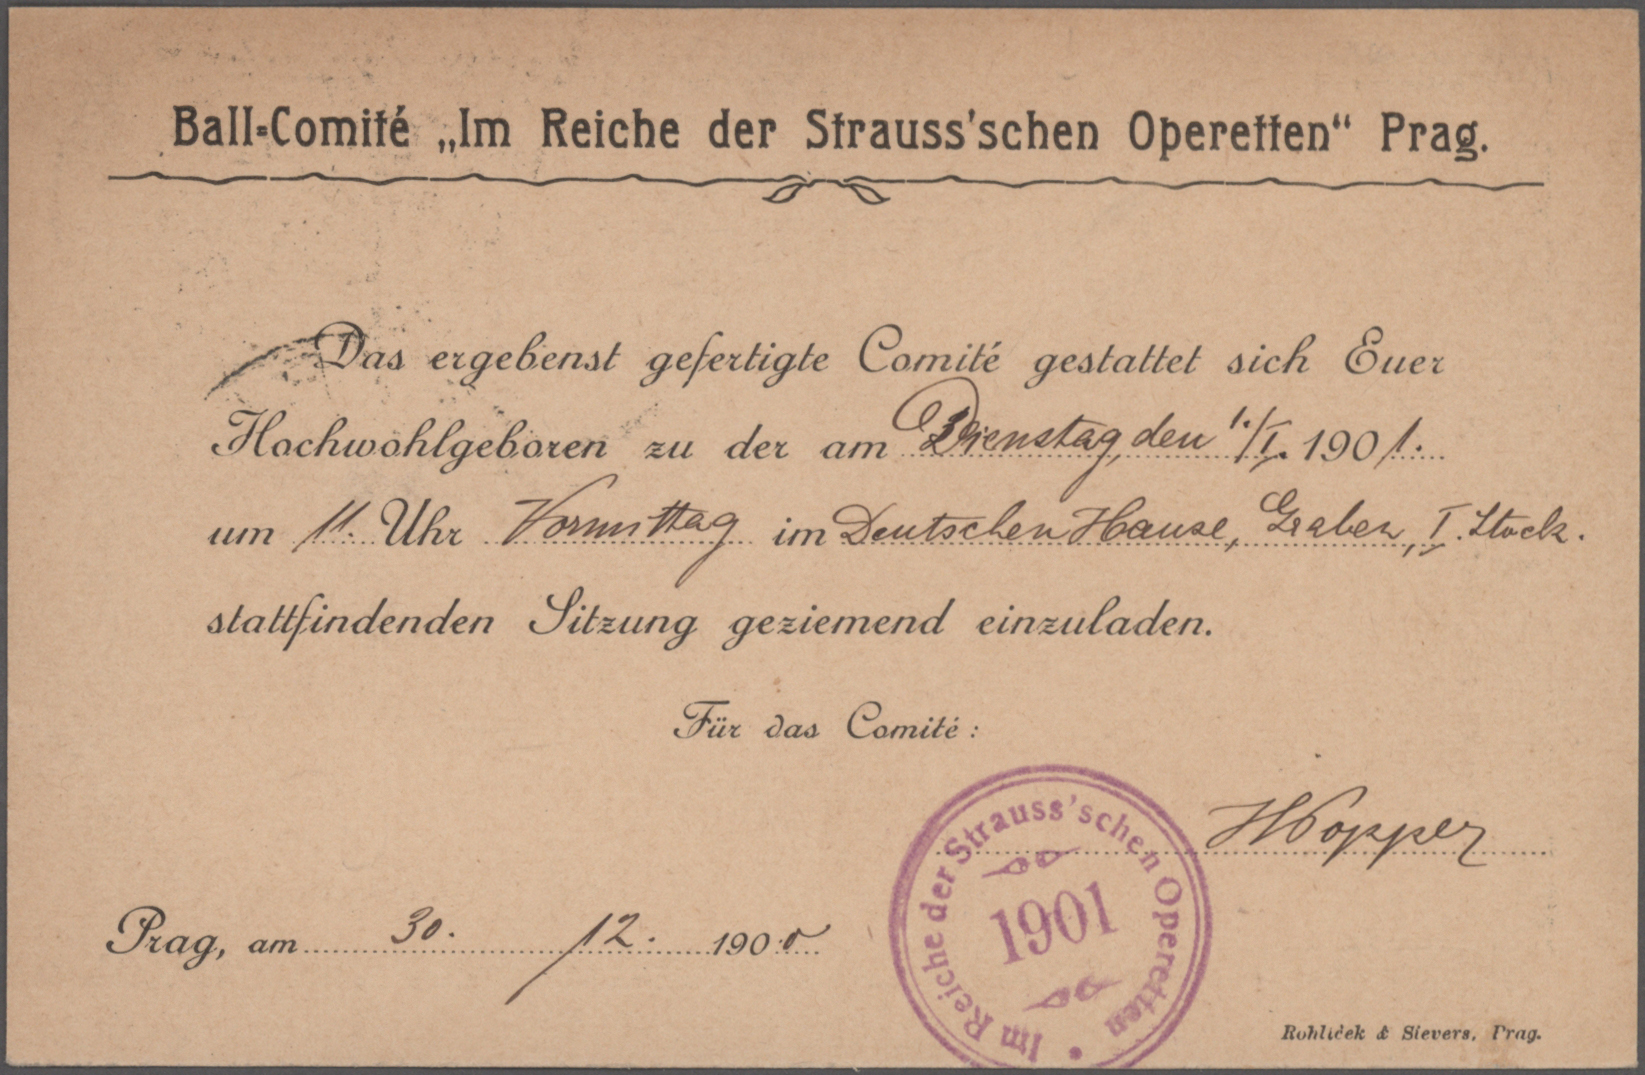 Ball-Comité „Im Reiche der Strauss'schen Operetten“ Prag.
Das ergebenst gefertigte Comité gestattet sich Euer
Hochwohlgeboren zu der am Dienstag, den 1./I. 1901.
um 11. Uhr Vormittag im Deutschen Hause, Graben, I. Stock.
stattfindenden Sitzung geziemend einzuladen.
Für das Comité:
Im Reiche der Strauss'schen Operetten
1901
Prag, am 30. / 12. 1900
Rohlíček & Sievers, Prag.